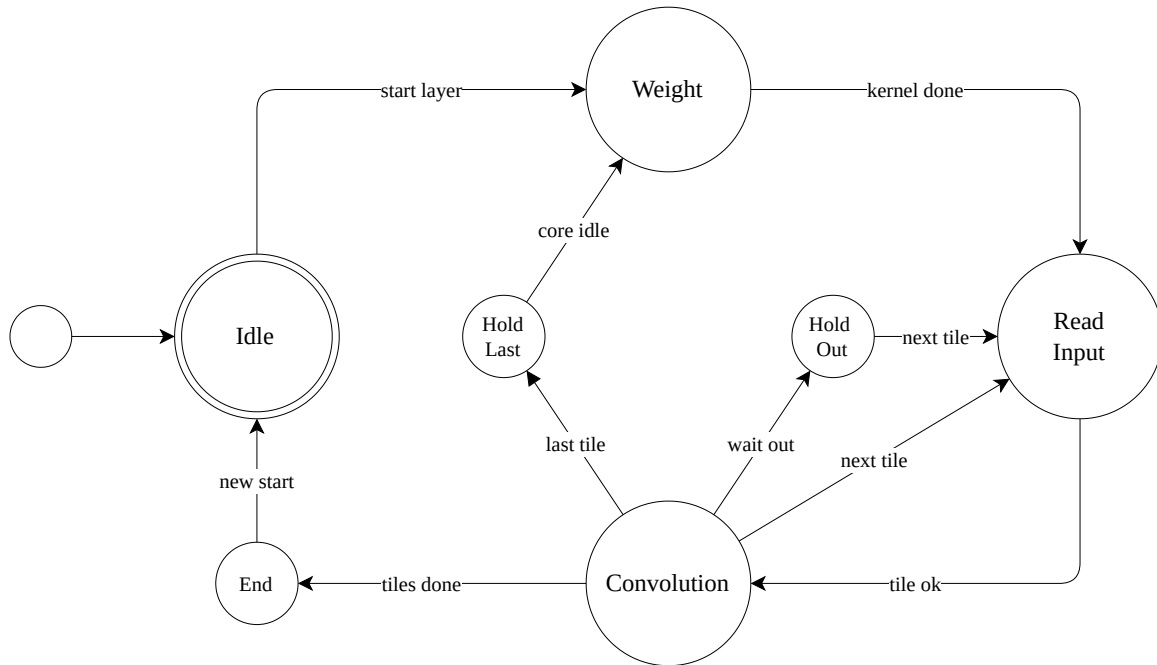 Weight
start layer
kernel done
core idle
Idle
Hold
Last
Hold
Out
next tile
Read
Input
last tile
wait out
next tile
new start
End
tiles done
Convolution
tile ok